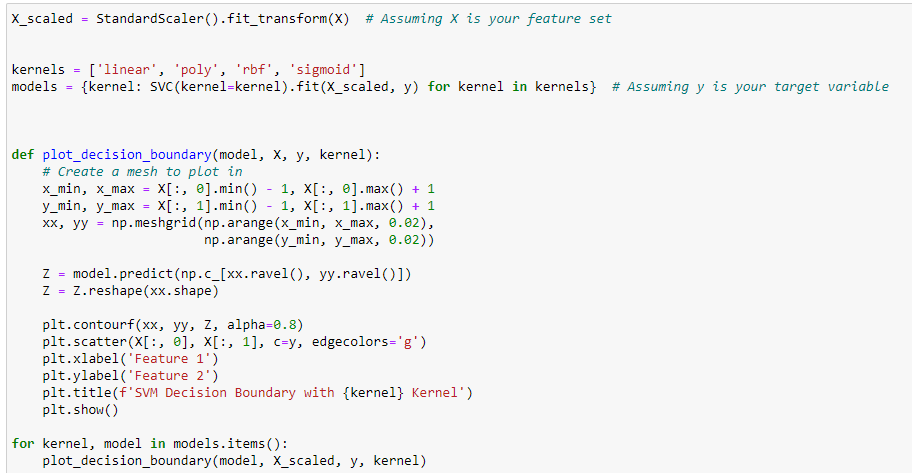 X_scaled = StandardScaler().fit_transform(X)  # Assuming X is your feature set
kernels = ['linear', 'poly', 'rbf', 'sigmoid']
models = {kernel: SVC(kernel=kernel).fit(X_scaled, y) for kernel in kernels}  # Assuming y is your target variable
def plot_decision_boundary(model, X, y, kernel):
    # Create a mesh to plot in
    x_min, x_max = X[:, 0].min() - 1, X[:, 0].max() + 1
    y_min, y_max = X[:, 1].min() - 1, X[:, 1].max() + 1
    xx, yy = np.meshgrid(np.arange(x_min, x_max, 0.02),
                         np.arange(y_min, y_max, 0.02))
    Z = model.predict(np.c_[xx.ravel(), yy.ravel()])
    Z = Z.reshape(xx.shape)
    plt.contourf(xx, yy, Z, alpha=0.8)
    plt.scatter(X[:, 0], X[:, 1], c=y, edgecolors='g')
    plt.xlabel('Feature 1')
    plt.ylabel('Feature 2')
    plt.title(f'SVM Decision Boundary with {kernel} Kernel')
    plt.show()
for kernel, model in models.items():
    plot_decision_boundary(model, X_scaled, y, kernel)